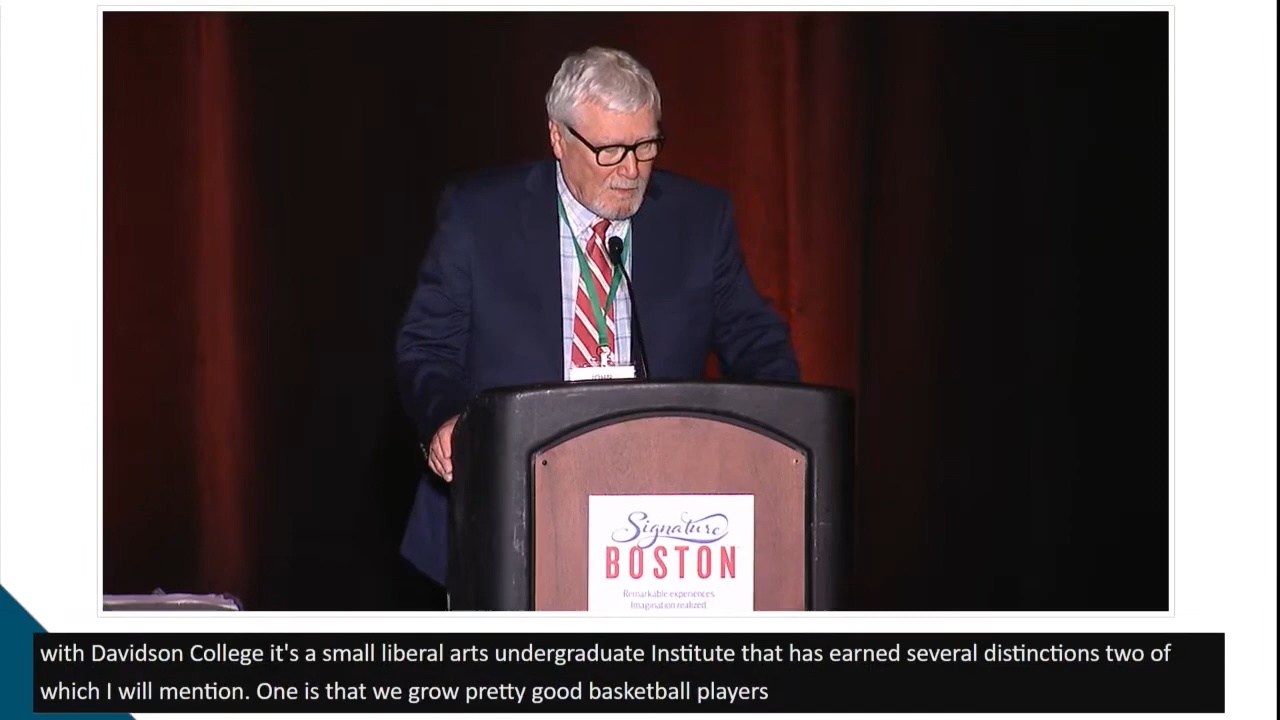 JOHN
Signature
BOSTON
Remarkable experiences.
Imagination realized.
with Davidson College it's a small liberal arts undergraduate Institute that has earned several distinctions two of
which I will mention. One is that we grow pretty good basketball players